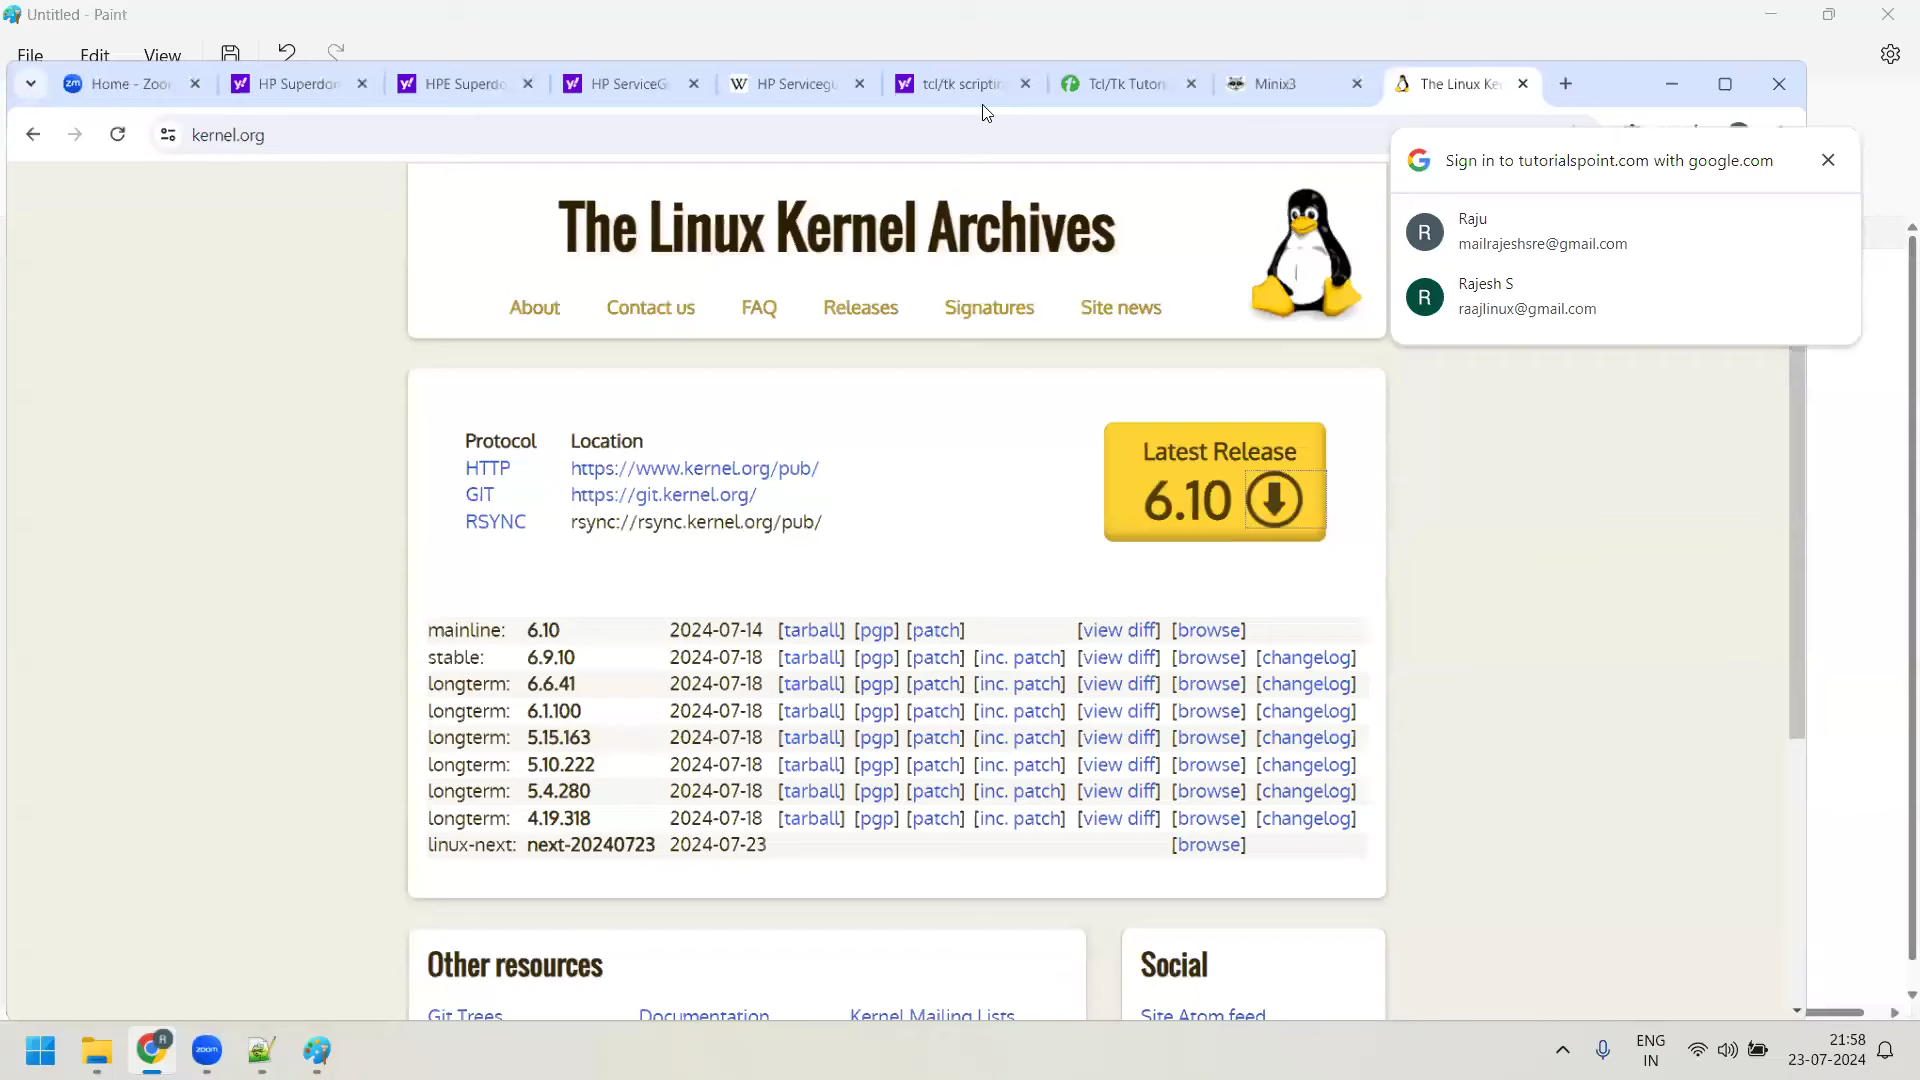 Untitled - Paint
File Edit View
Home - Zoo HP Superdon HPE Superdo HP ServiceG HP Servicegu tcl/tk scriptin Tcl/Tk Tutori Minix3 The Linux Ke
kernel.org
Sign in to tutorialspoint.com with google.com
R Raju
mailrajeshsre@gmail.com
R Rajesh S
raajlinux@gmail.com
The Linux Kernel Archives
About Contact us FAQ Releases Signatures Site news
Protocol Location
HTTP https://www.kernel.org/pub/
GIT https://git.kernel.org/
RSYNC rsync://rsync.kernel.org/pub/
Latest Release
6.10
mainline: 6.10 2024-07-14 [tarball] [pgp] [patch] [view diff] [browse]
stable: 6.9.10 2024-07-18 [tarball] [pgp] [patch] [inc. patch] [view diff] [browse] [changelog]
longterm: 6.6.41 2024-07-18 [tarball] [pgp] [patch] [inc. patch] [view diff] [browse] [changelog]
longterm: 6.1.100 2024-07-18 [tarball] [pgp] [patch] [inc. patch] [view diff] [browse] [changelog]
longterm: 5.15.163 2024-07-18 [tarball] [pgp] [patch] [inc. patch] [view diff] [browse] [changelog]
longterm: 5.10.222 2024-07-18 [tarball] [pgp] [patch] [inc. patch] [view diff] [browse] [changelog]
longterm: 5.4.280 2024-07-18 [tarball] [pgp] [patch] [inc. patch] [view diff] [browse] [changelog]
longterm: 4.19.318 2024-07-18 [tarball] [pgp] [patch] [inc. patch] [view diff] [browse] [changelog]
linux-next: next-20240723 2024-07-23 [browse]
Other resources
Social
Git Trees Documentation Kernel Mailing Lists
Site Atom feed
zoom
ENG
IN
21:58
23-07-2024